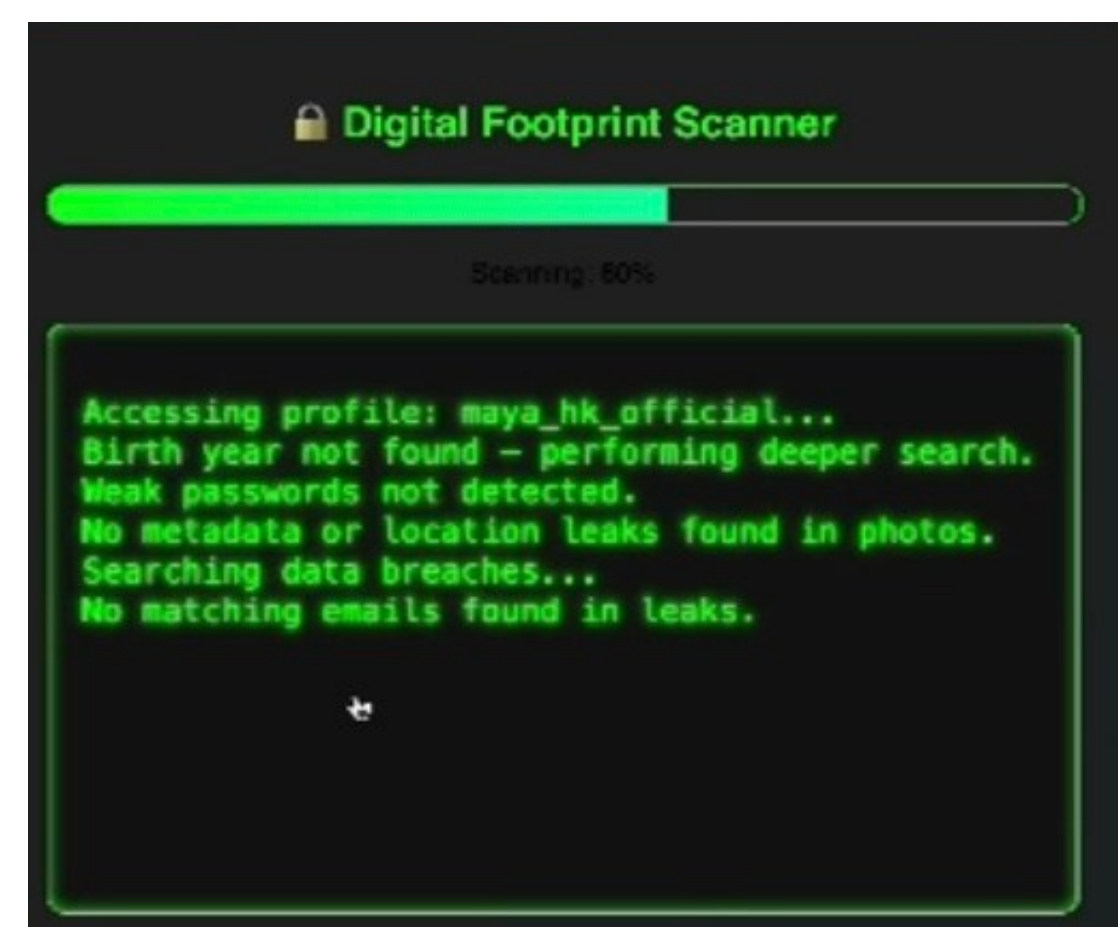 Digital Footprint Scanner
Scanning: 60%
Accessing profile: maya_hk_official...
Birth year not found — performing deeper search.
Weak passwords not detected.
No metadata or location leaks found in photos.
Searching data breaches...
No matching emails found in leaks.